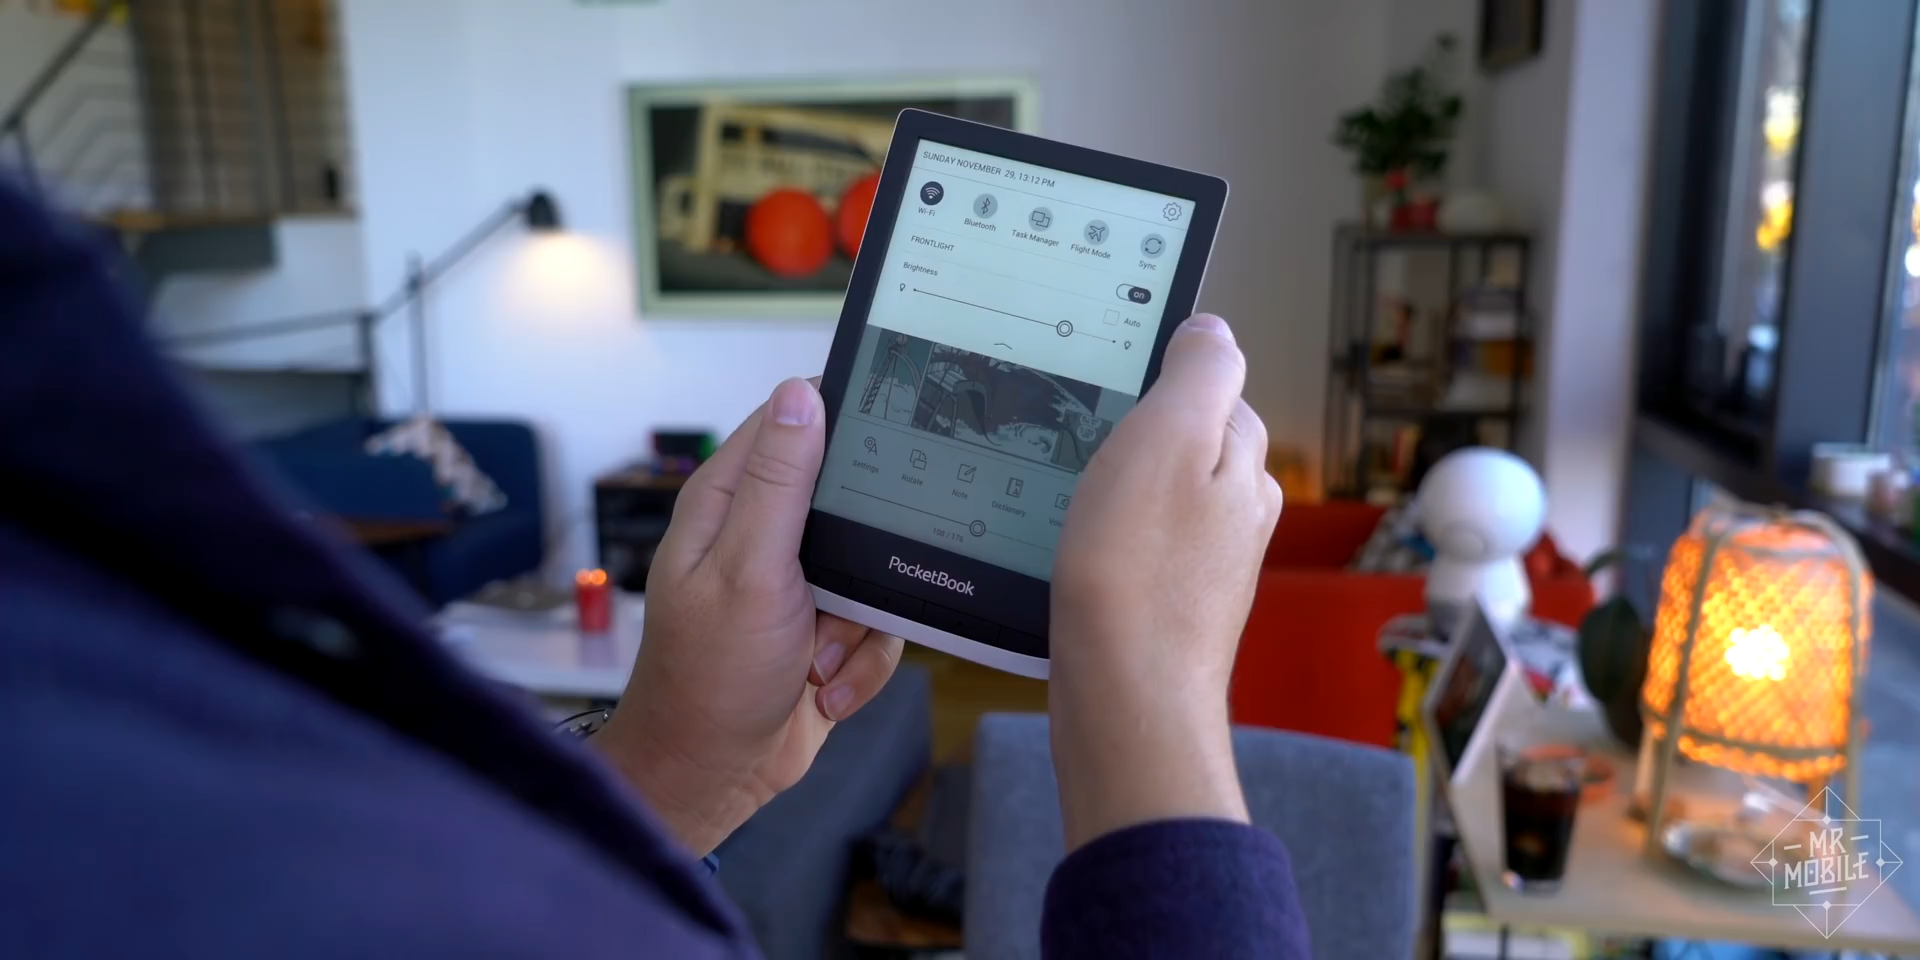 SUNDAY NOVEMBER 29, 13:12 PM
Wi-Fi
Bluetooth
Task Manager
Flight Mode
Sync
FRONTLIGHT
on
Brightness
Auto
Settings
Rotate
Note
Dictionary
PocketBook
MR
MOBILE